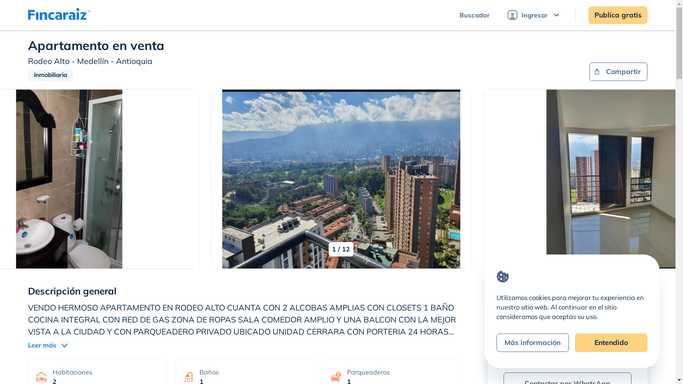 Fincaraiz
Buscador
Ingresar
Publica gratis
Apartamento en venta
Rodeo Alto - Medellín - Antioquia
Inmobiliaria
Compartir
1 / 12
Descripción general
VENDO HERMOSO APARTAMENTO EN RODEO ALTO CUANTA CON 2 ALCOBAS AMPLIAS CON CLOSETS 1 BAÑO
COCINA INTEGRAL CON RED DE GAS ZONA DE ROPAS SALA COMEDOR AMPLIO Y UNA BALCON CON LA MEJOR
VISTA A LA CIUDAD Y CON PARQUEADERO PRIVADO UBICADO UNIDAD CERRARA CON PORTERIA 24 HORAS...
Leer más
Habitaciones
2
Baños
1
Parqueaderos
1
Utilizamos cookies para mejorar tu experiencia en
nuestro sitio web. Al continuar en el sitio
consideramos que aceptas su uso.
Más información
Entendido
Contactar por WhatsApp